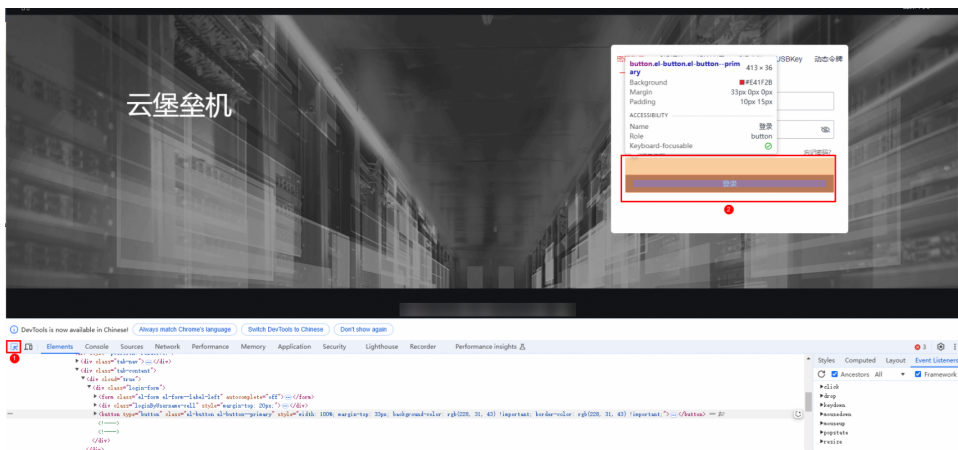 USBKey 动态令牌
button.el-button.el-button--prim
ary 413 × 36
Background #E41F2B
Margin 33px 0px 0px
Padding 10px 15px
ACCESSIBILITY
Name 登录
Role button
Keyboard-focusable
云堡垒机
忘记密码?
登录
2
DevTools is now available in Chinese! Always match Chrome's language Switch DevTools to Chinese Don't show again
Elements Console Sources Network Performance Memory Application Security Lighthouse Recorder Performance insights 3
1
<div class="tab-nav">…</div>
<div class="tab-content">
<div cloud="true">
<div class="login-form">
<form class="el-form el-form--label-left" autocomplete="off">…</form>
<div class="loginByUsername-cell" style="margin-top: 20px;">…</div>
<button type="button" class="el-button el-button--primary" style="width: 100%; margin-top: 33px; background-color: rgb(228, 31, 43) !important; border-color: rgb(228, 31, 43) !important;">…</button> == $0
<!---->
<!---->
</div>
</div>
Styles Computed Layout Event Listeners
Ancestors All Framework
click
drop
keydown
mousedown
mouseup
popstate
resize